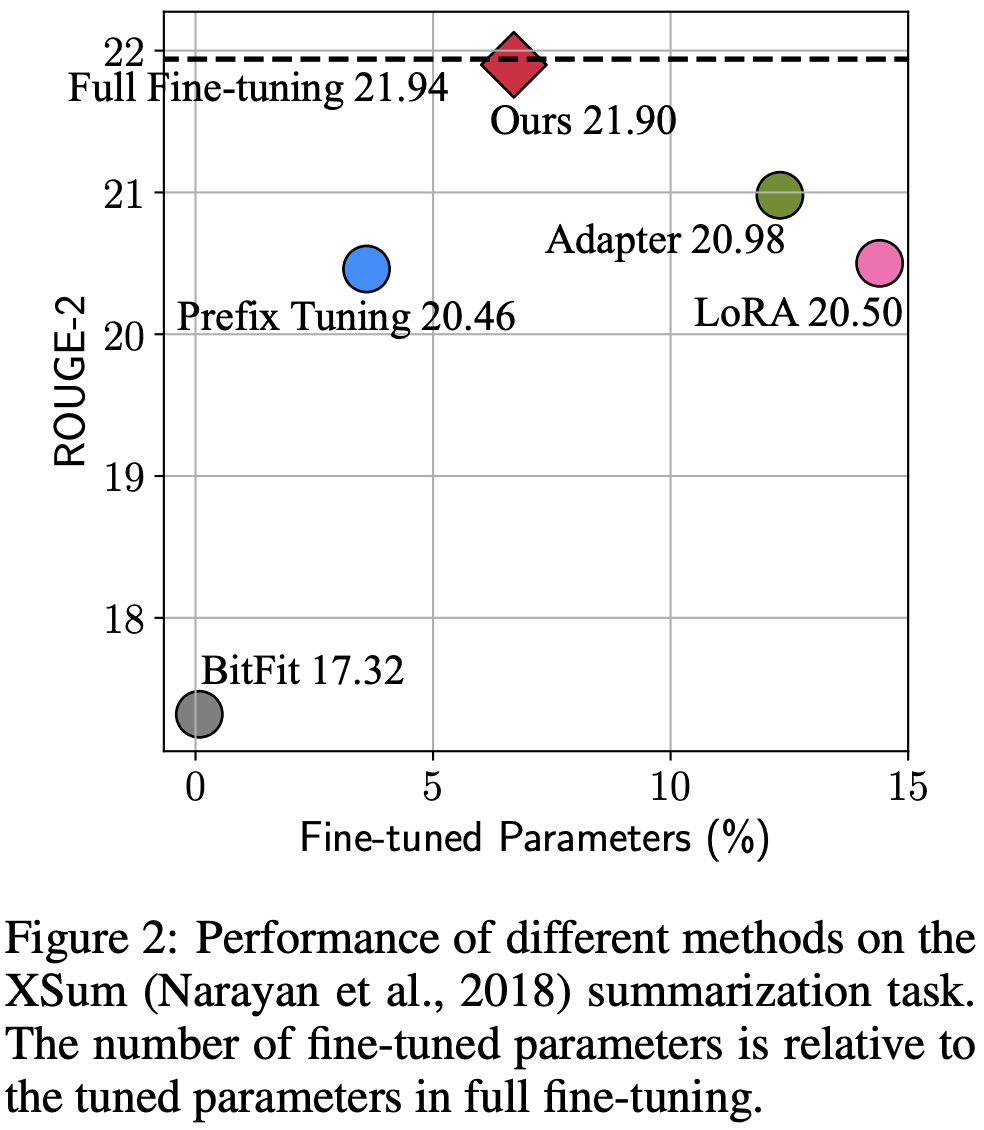 22
Full Fine-tuning 21.94
Ours 21.90
21
Adapter 20.98
Prefix Tuning 20.46
LoRA 20.50
20
ROUGE-2
19
18
BitFit 17.32
0 5 10 15
Fine-tuned Parameters (%)
Figure 2: Performance of different methods on the
XSum (Narayan et al., 2018) summarization task.
The number of fine-tuned parameters is relative to
the tuned parameters in full fine-tuning.